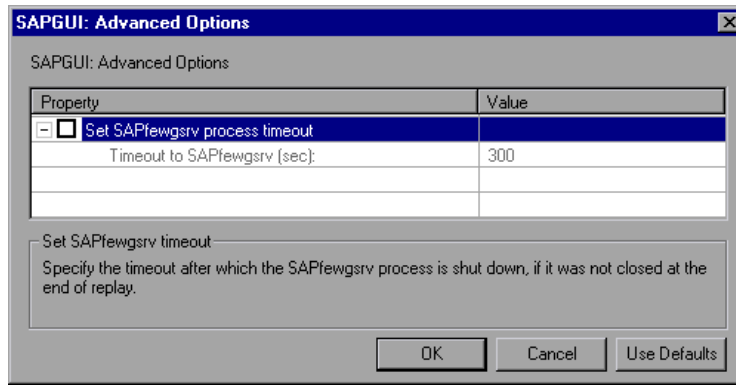 SAPGUI: Advanced Options
SAPGUI: Advanced Options
Property Value
Set SAPfewgsrv process timeout
Timeout to SAPfewgsrv (sec): 300
Set SAPfewgsrv timeout
Specify the timeout after which the SAPfewgsrv process is shut down, if it was not closed at the
end of replay.
OK Cancel Use Defaults